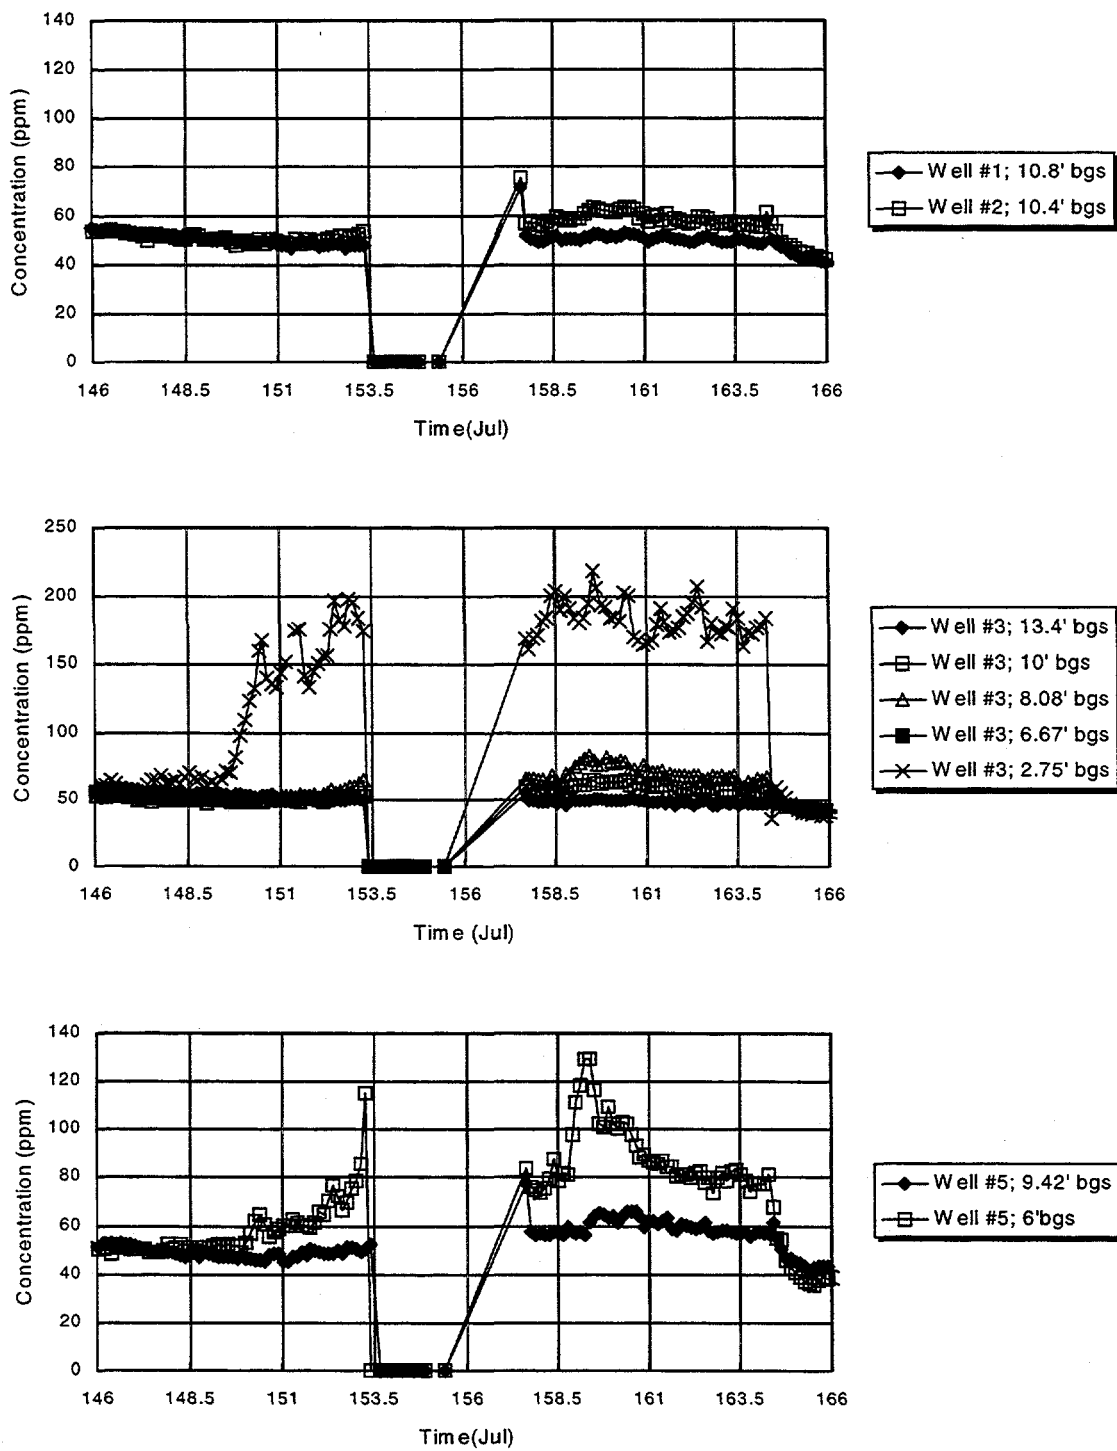 140
120
100
80
60
40
20
0
Concentration (ppm)
146 148.5 151 153.5 156 158.5 161 163.5 166
Time(Jul)
Well #1; 10.8' bgs
Well #2; 10.4' bgs
250
200
150
100
50
0
Concentration (ppm)
146 148.5 151 153.5 156 158.5 161 163.5 166
Time (Jul)
Well #3; 13.4' bgs
Well #3; 10' bgs
Well #3; 8.08' bgs
Well #3; 6.67' bgs
Well #3; 2.75' bgs
140
120
100
80
60
40
20
0
Concentration (ppm)
146 148.5 151 153.5 156 158.5 161 163.5 166
Time(Jul)
Well #5; 9.42' bgs
Well #5; 6'bgs